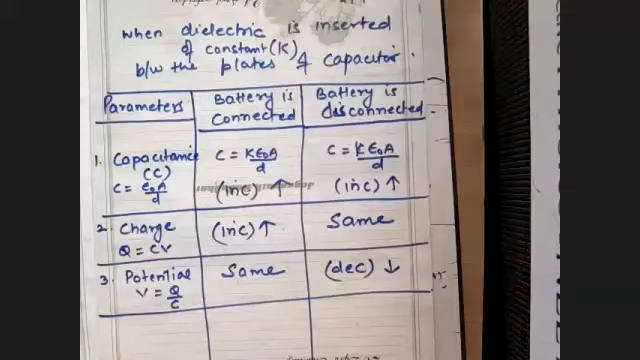 when dielectric is inserted
of constant (K)
b/w the plates of capacitor.
Parameters
Battery is connected
Battery is disconnected
1. Capacitance (C)
C = ε₀A/d
C = Kε₀A/d
(inc) ↑
C = Kε₀A/d
(inc) ↑
2. Charge
Q = CV
(inc) ↑
Same
3. Potential
V = Q/C
Same
(dec) ↓